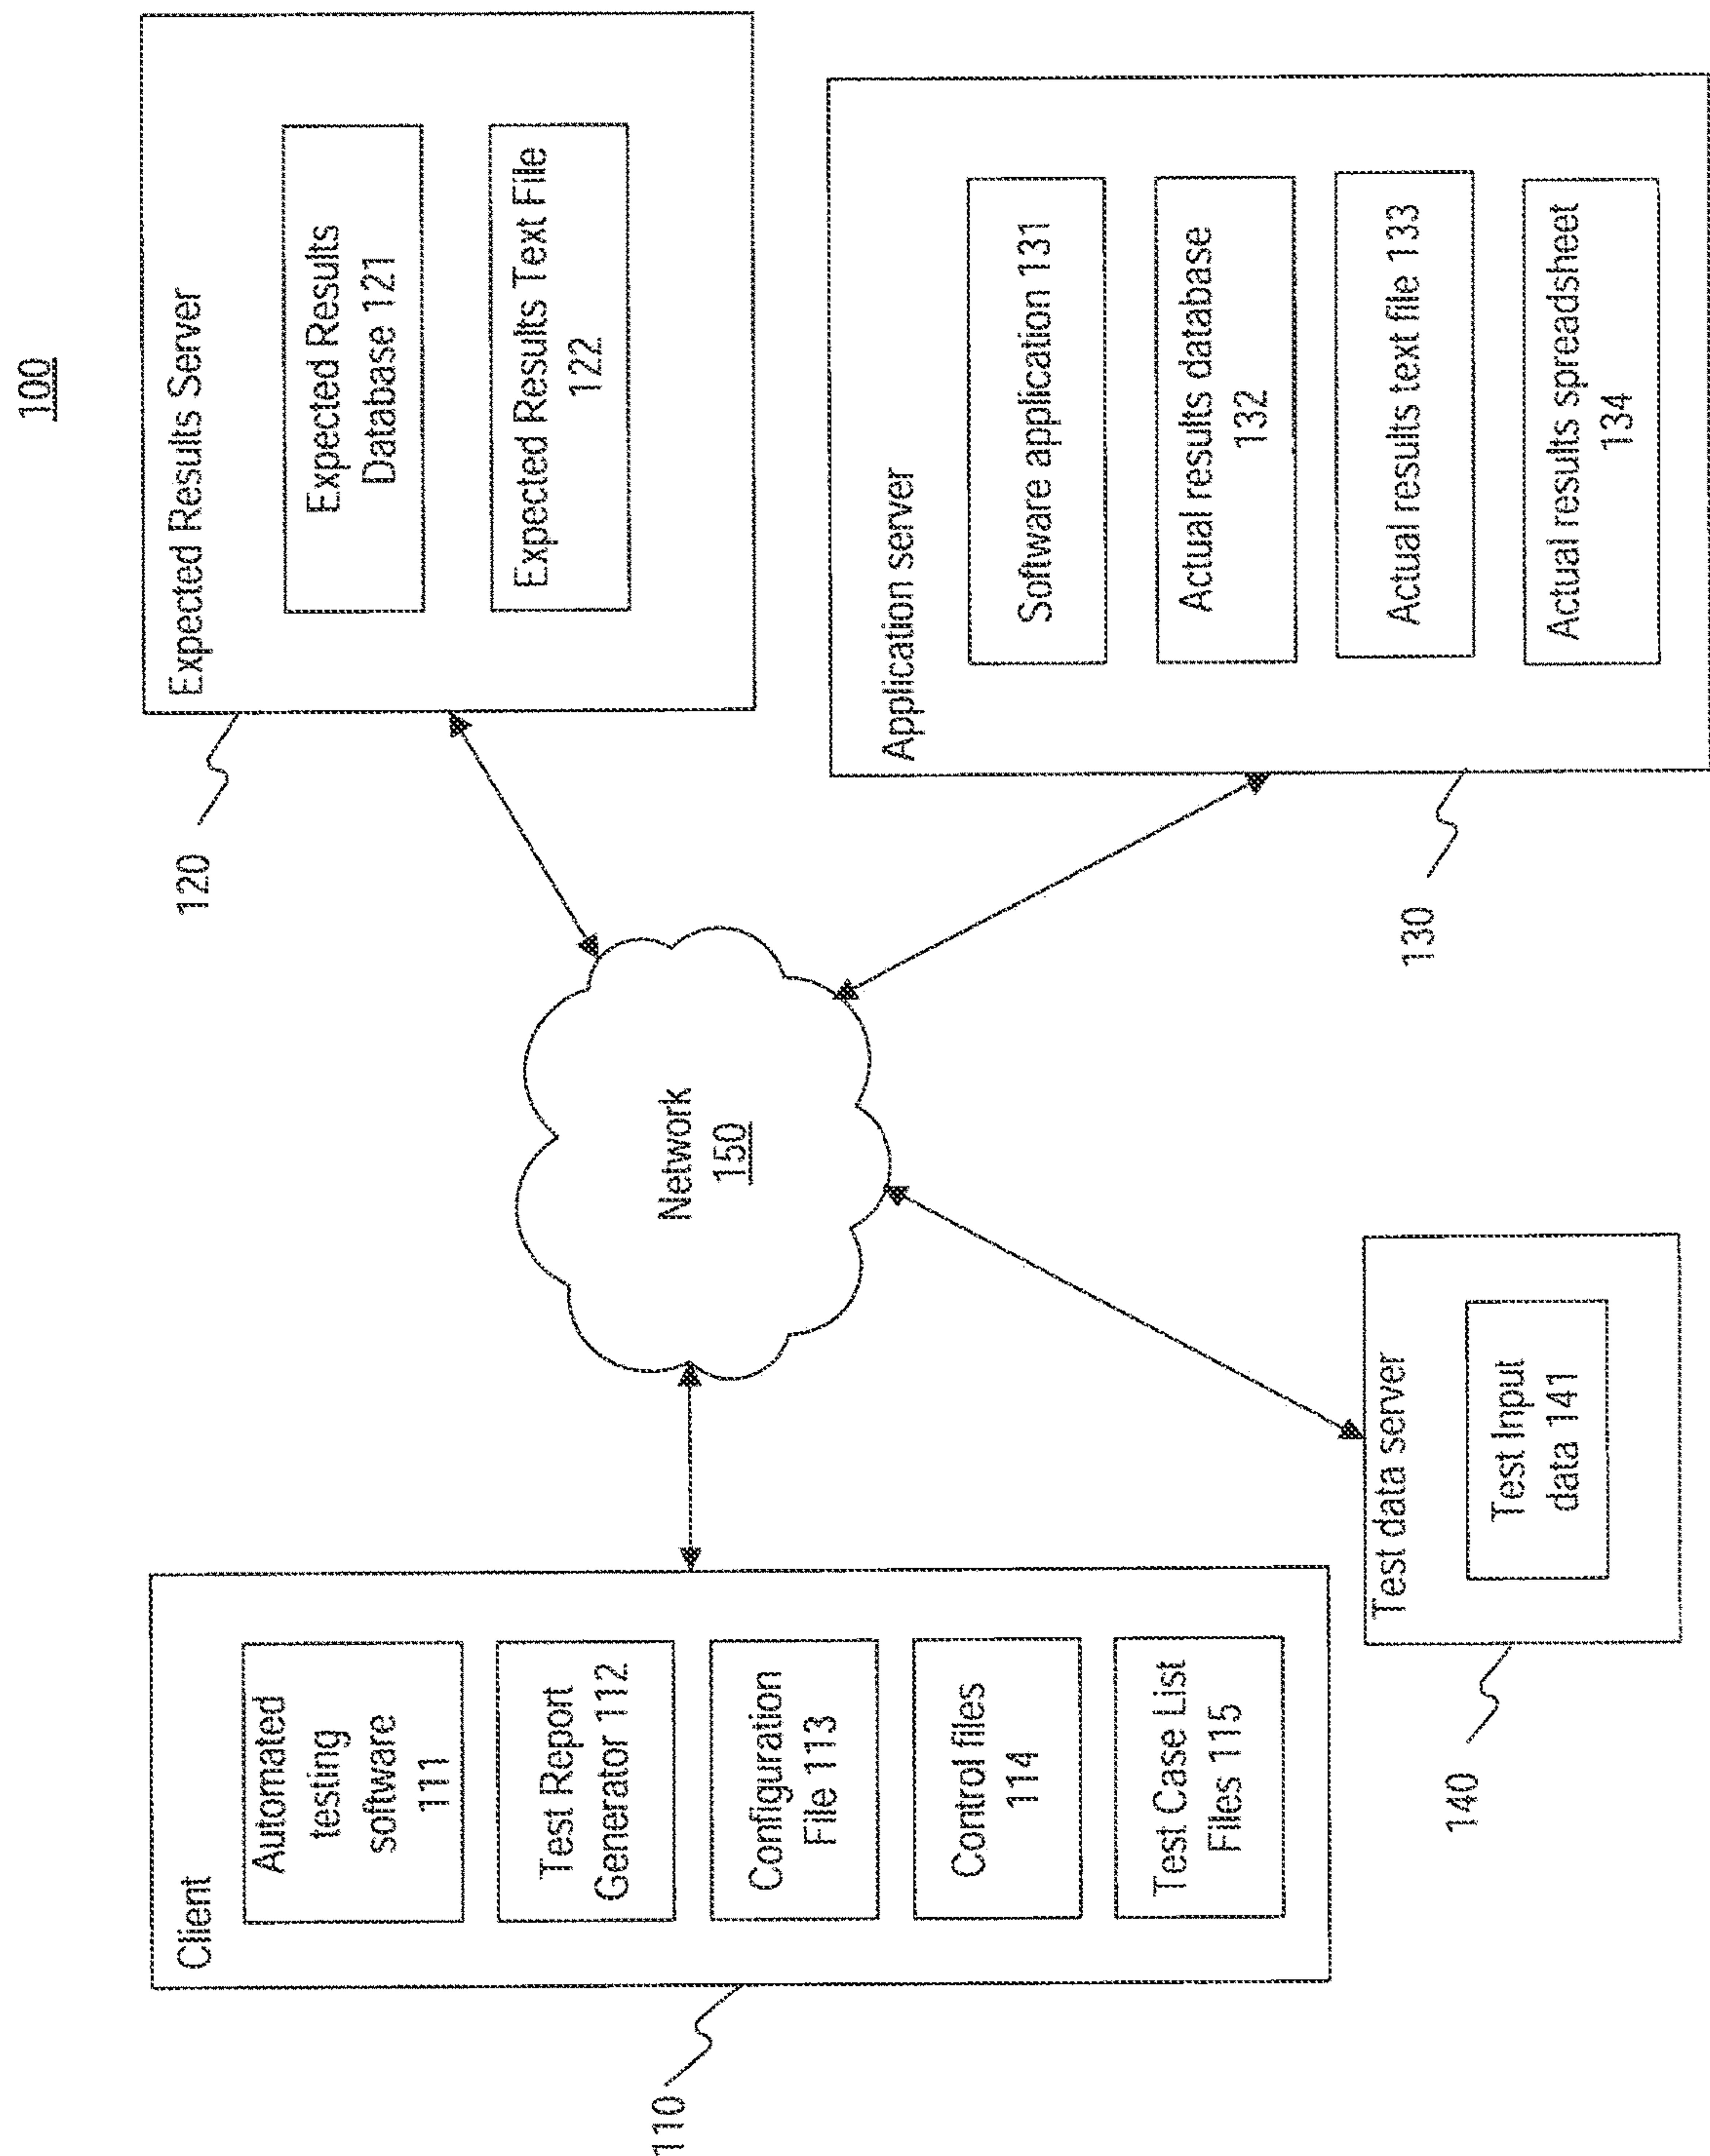 100
Client
Automated
testing
software
111
Test Report
Generator 112
Configuration
File 113
Control files
114
Test Case List
Files 115
110
Network
150
Expected Results Server
Expected Results
Database 121
Expected Results Text File
122
120
Application server
Software application 131
Actual results database
132
Actual results text file 133
Actual results spreadsheet
134
130
Test data server
Test Input
data 141
140